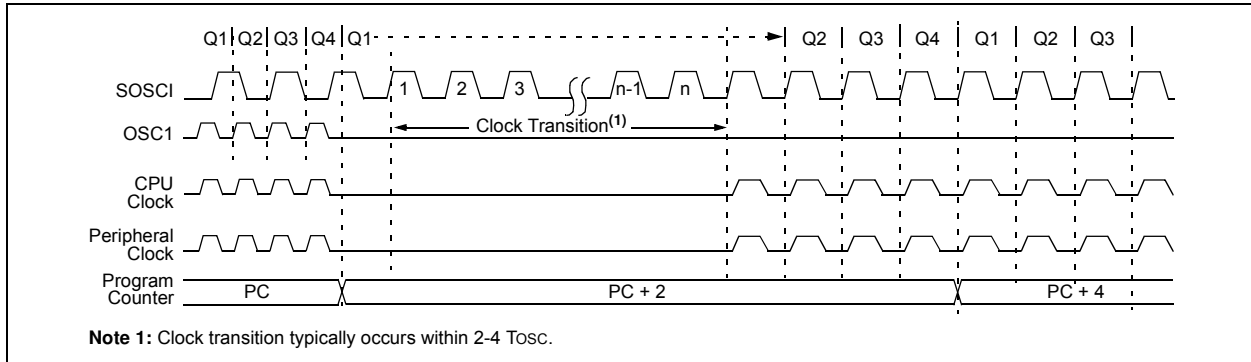 Q1 Q2 Q3 Q4 Q1 Q2 Q3 Q4 Q1 Q2 Q3
SOSCI
1 2 3 n-1 n
OSC1
Clock Transition(1)
CPU
Clock
Peripheral
Clock
Program
Counter
PC PC + 2 PC + 4
Note 1: Clock transition typically occurs within 2-4 TOSC.